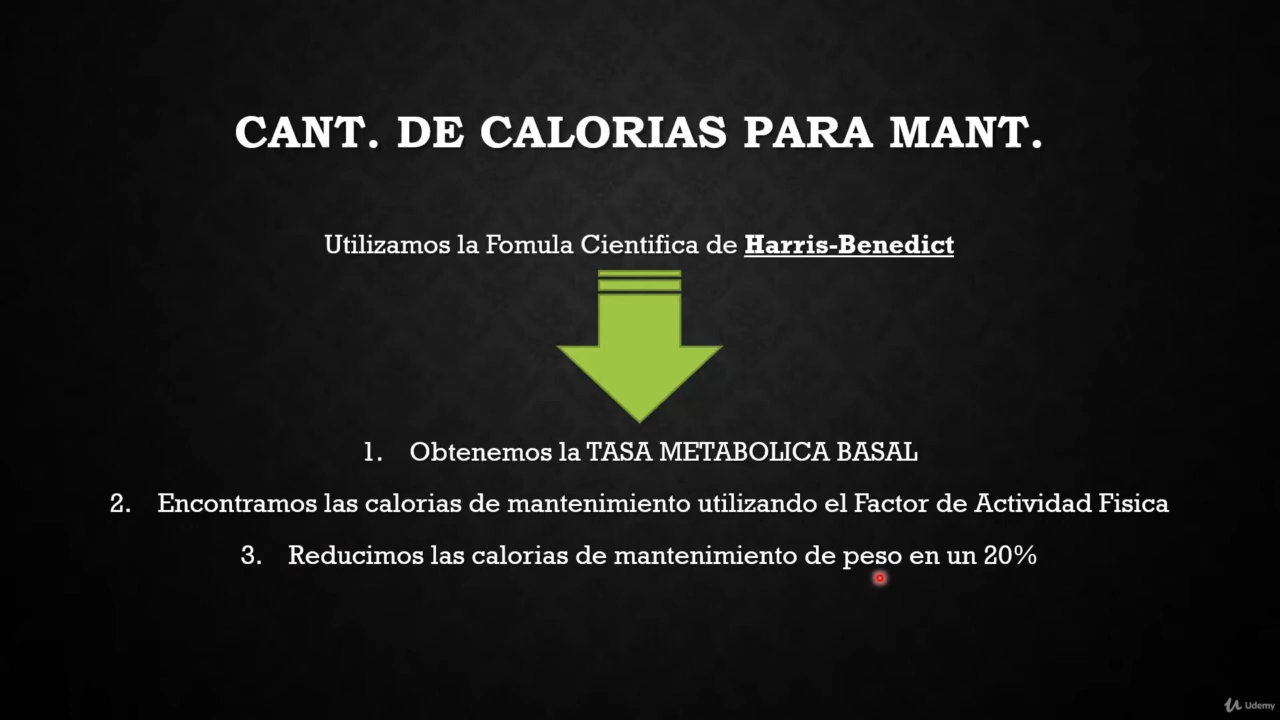 CANT. DE CALORIAS PARA MANT.
Utilizamos la Fomula Cientifica de Harris-Benedict
1. Obtenemos la TASA METABOLICA BASAL
2. Encontramos las calorias de mantenimiento utilizando el Factor de Actividad Fisica
3. Reducimos las calorias de mantenimiento de peso en un 20%
Udemy